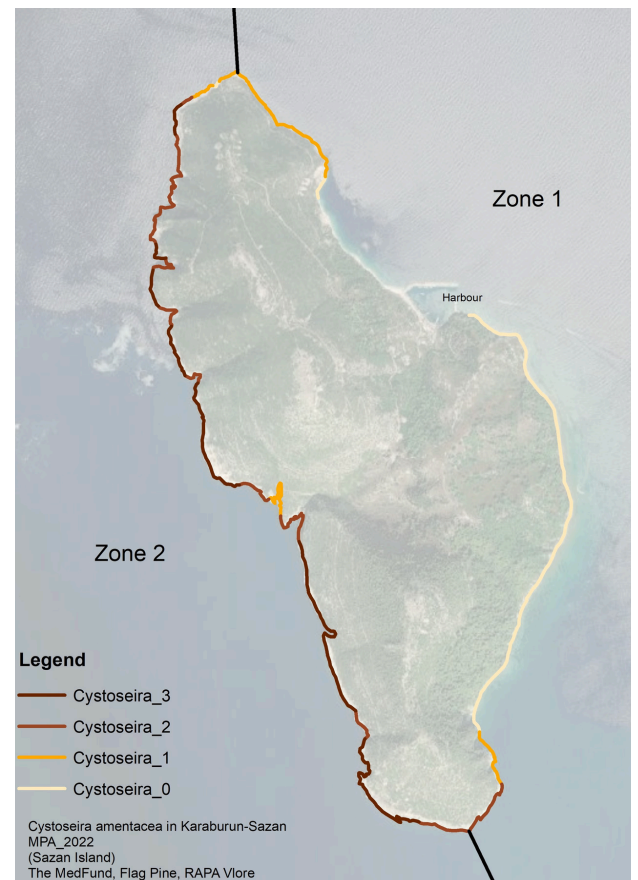 Zone 1
Harbour
Zone 2
Legend
Cystoseira_3
Cystoseira_2
Cystoseira_1
Cystoseira_0
Cystoseira amentacea in Karaburun-Sazan
MPA_2022
(Sazan Island)
The MedFund, Flag Pine, RAPA Vlore